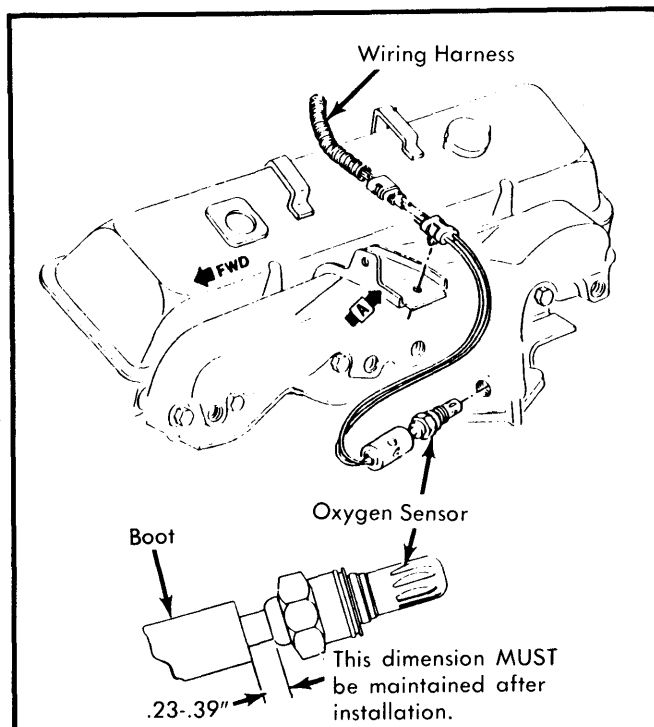 Wiring Harness
FWD
A
Oxygen Sensor
Boot
This dimension MUST
be maintained after
installation.
.23-.39"